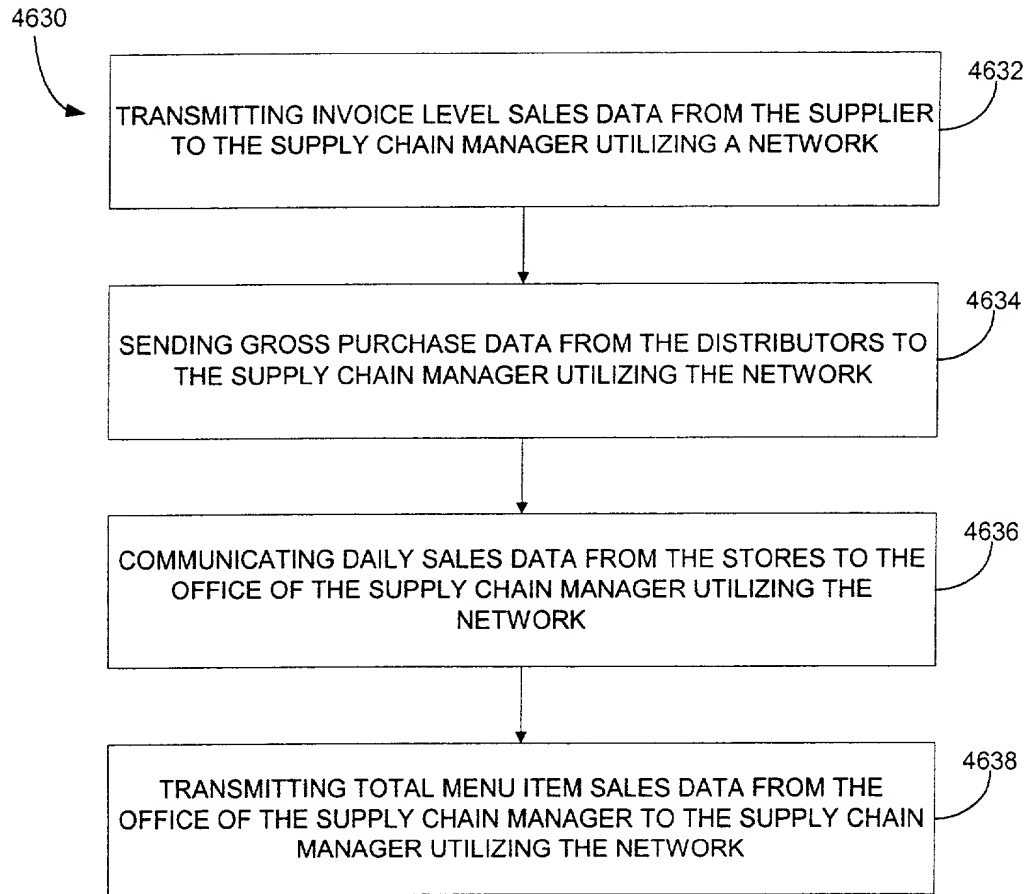 4630
4632
TRANSMITTING INVOICE LEVEL SALES DATA FROM THE SUPPLIER
TO THE SUPPLY CHAIN MANAGER UTILIZING A NETWORK
4634
SENDING GROSS PURCHASE DATA FROM THE DISTRIBUTORS TO
THE SUPPLY CHAIN MANAGER UTILIZING THE NETWORK
4636
COMMUNICATING DAILY SALES DATA FROM THE STORES TO THE
OFFICE OF THE SUPPLY CHAIN MANAGER UTILIZING THE
NETWORK
4638
TRANSMITTING TOTAL MENU ITEM SALES DATA FROM THE
OFFICE OF THE SUPPLY CHAIN MANAGER TO THE SUPPLY CHAIN
MANAGER UTILIZING THE NETWORK